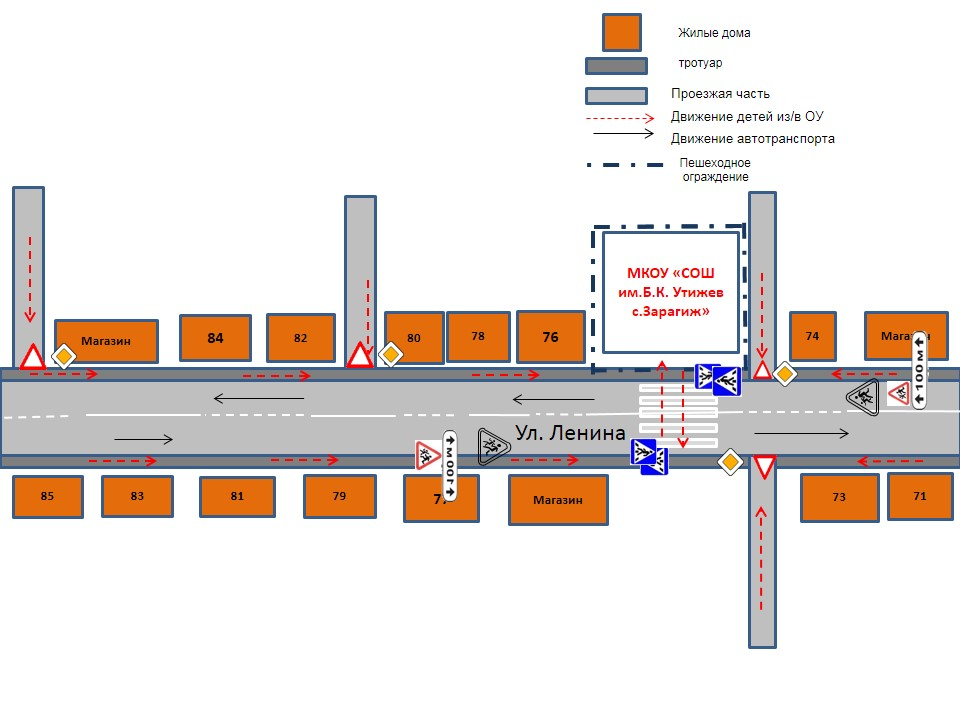 Жилые дома
тротуар
Проезжая часть
Движение детей из/в ОУ
Движение автотранспорта
Пешеходное
ограждение
МКОУ «СОШ
им.Б.К. Утижев
с.Зарагиж»
Магазин
84
82
80
78
76
74
100 м
Ул. Ленина
100 м
85
83
81
79
Магазин
73
71